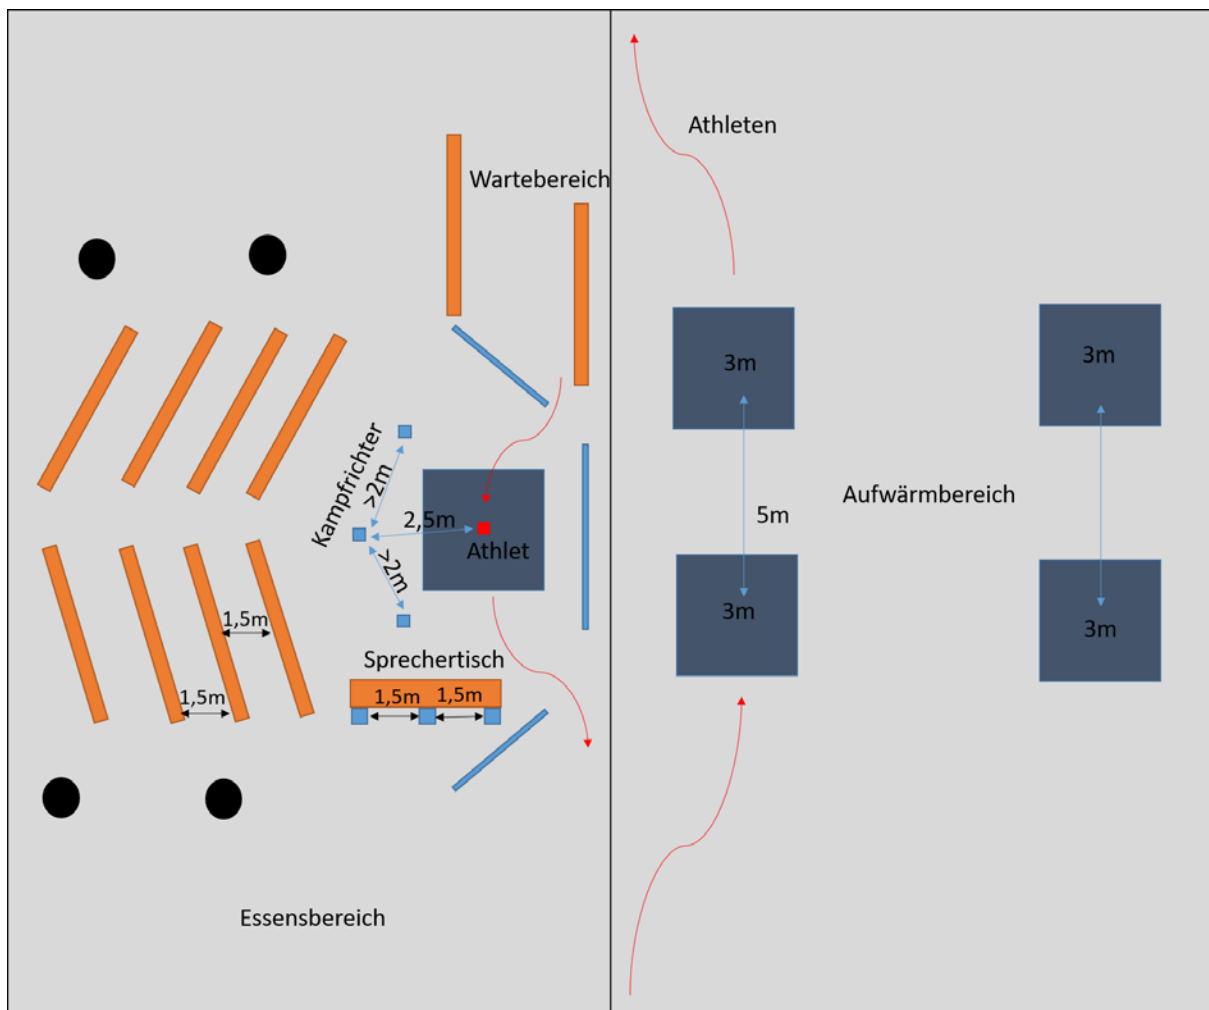 Athleten
Wartebereich
3m
3m
Kampfrichter
>2m
2,5m
Athlet
>2m
Aufwärmbereich
5m
3m
3m
1,5m
Sprechertisch
1,5m
1,5m
1,5m
Essensbereich